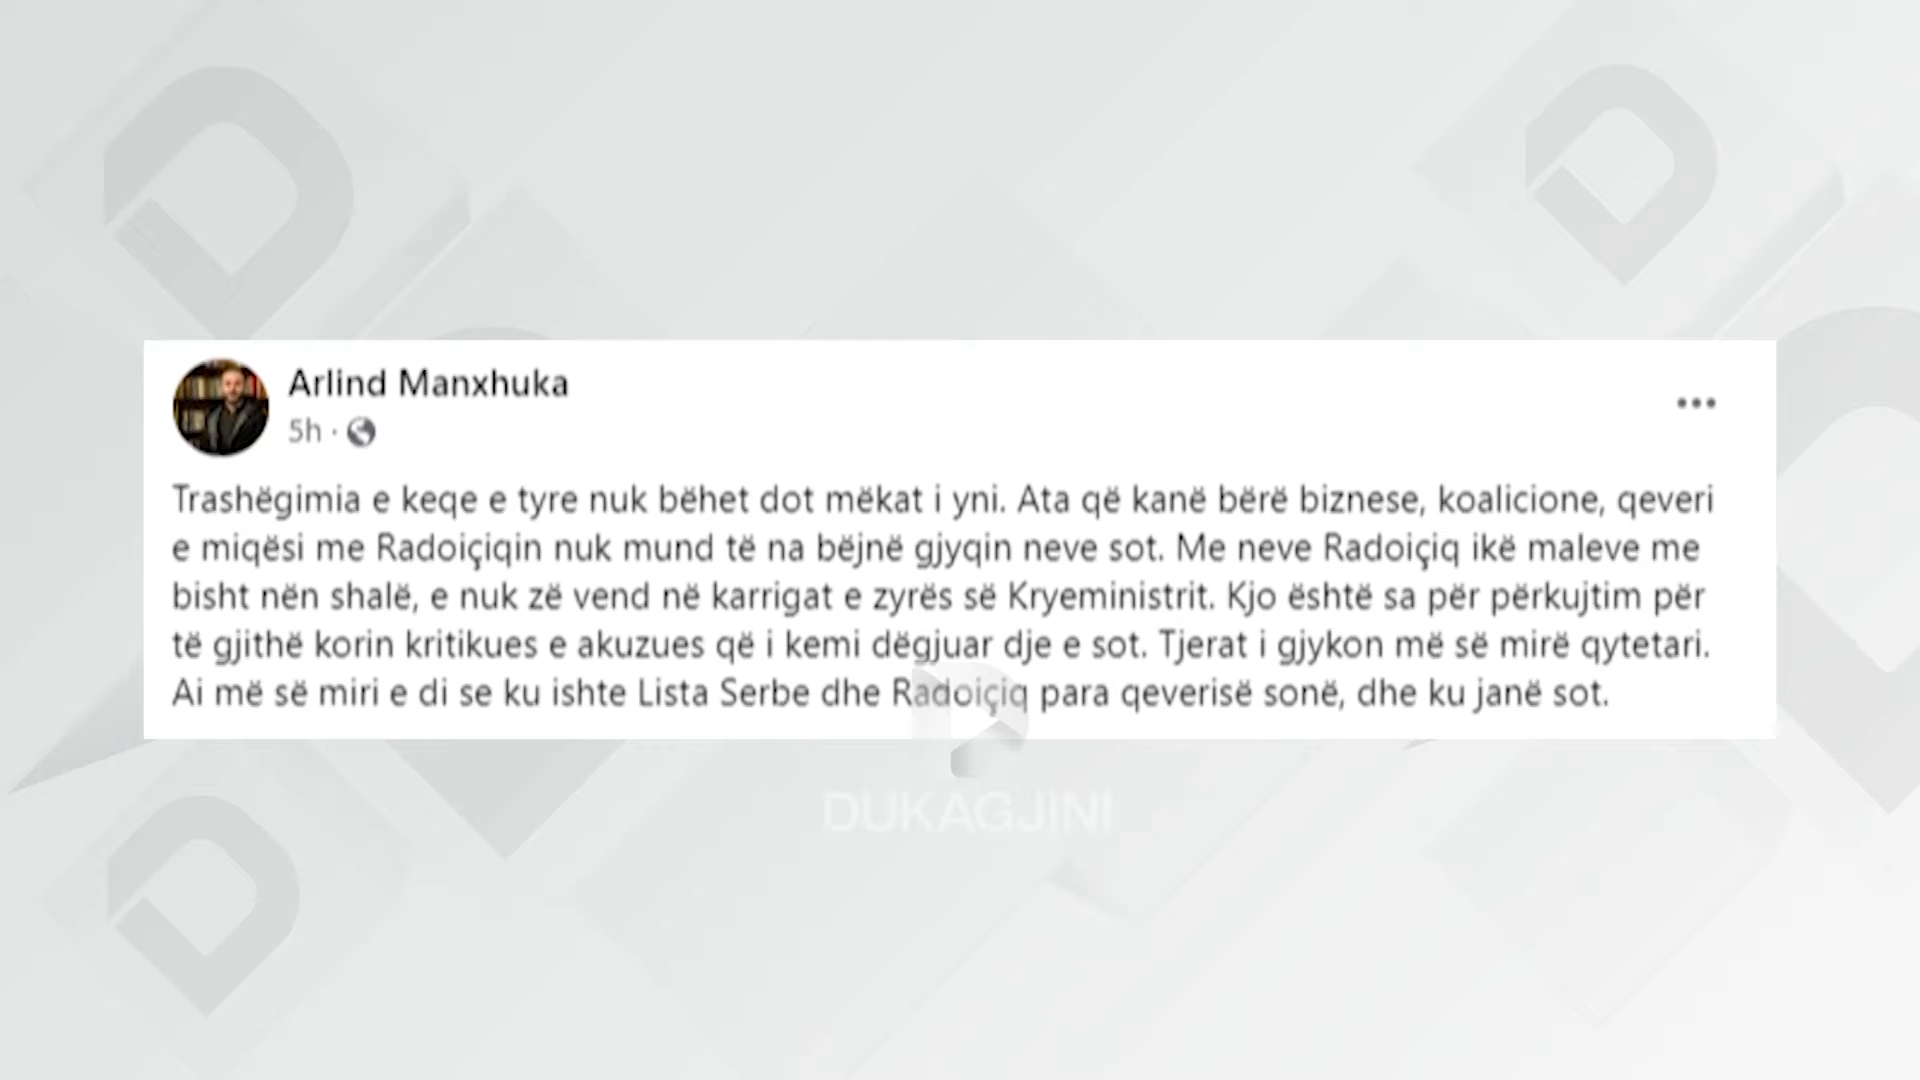 Arlind Manxhuka
5h ·
Trashëgimia e keqe e tyre nuk bëhet dot mëkat i yni. Ata që kanë bërë biznese, koalicione, qeveri
e miqësi me Radoiçiqin nuk mund të na bëjnë gjyqin neve sot. Me neve Radoiçiq ikë maleve me
bisht nën shalë, e nuk zë vend në karrigat e zyrës së Kryeministrit. Kjo është sa për përkujtim për
të gjithë korin kritikues e akuzues që i kemi dëgjuar dje e sot. Tjerat i gjykon më së mirë qytetari.
Ai më së miri e di se ku ishte Lista Serbe dhe Radoiçiq para qeverisë sonë, dhe ku janë sot.
DUKAGJINI